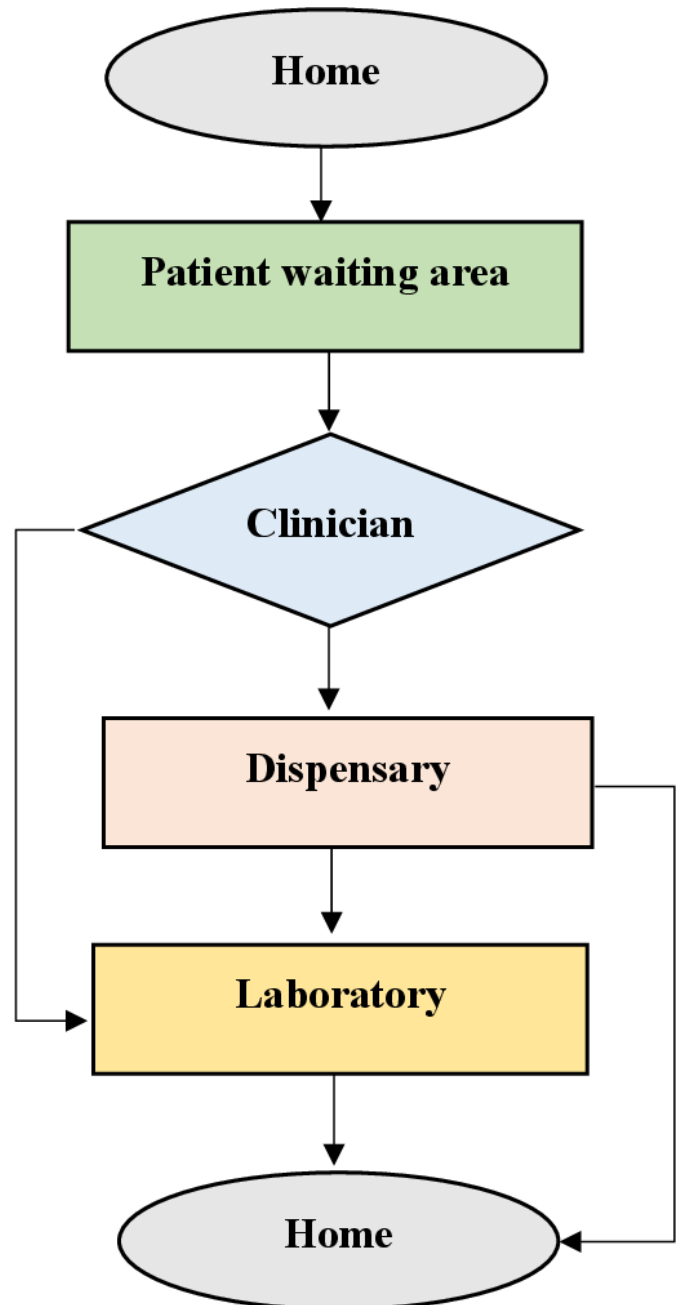 Home
Patient waiting area
Clinician
Dispensary
Laboratory
Home